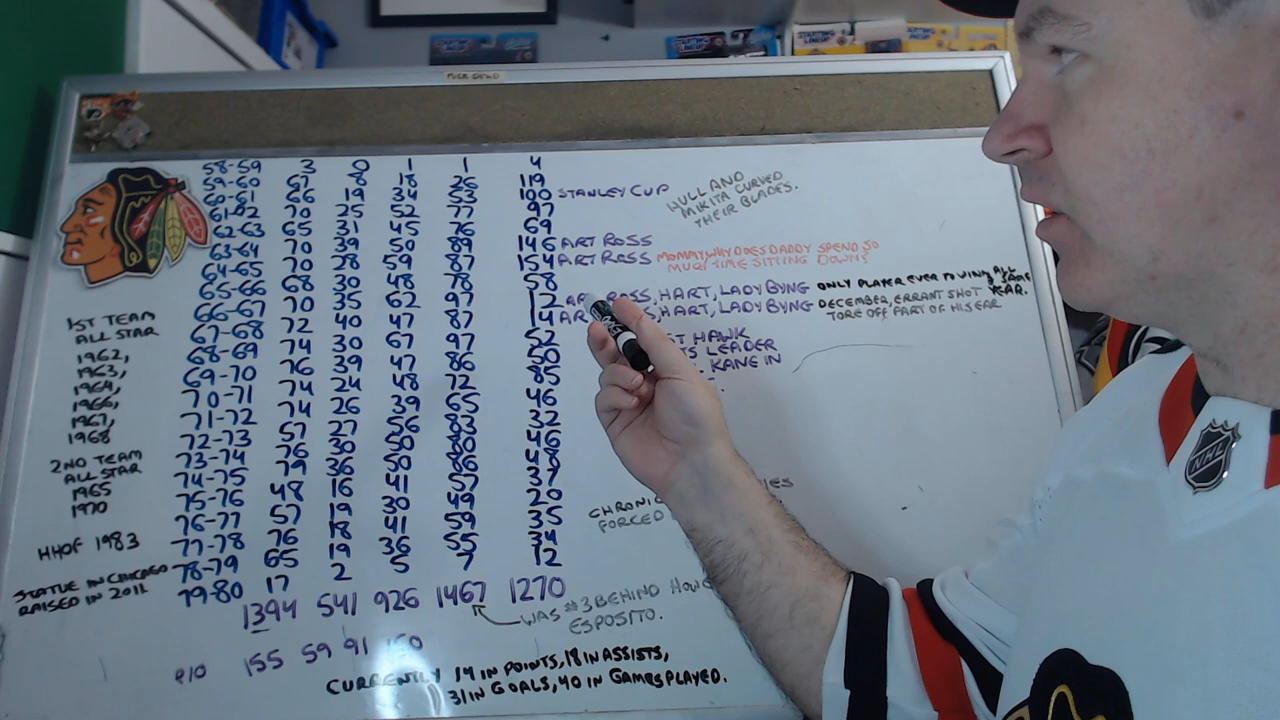 PUCK DEMO
58-59 3 0 1 1 4
59-60 67 8 18 26
60-61 66 19 34 53 100 STANLEY CUP
61-62 70 25 52 77 97
62-63 65 31 45 76 69
63-64 70 39 50 89 146 ART ROSS
64-65 70 28 59 87 154 ART ROSS
65-66 68 30 48 78 58
66-67 70 35 62 97 12 ROSS, HART, LADY BYNG
67-68 72 40 47 87 14 HART, LADY BYNG
68-69 74 30 67 97 52
69-70 76 39 47 86 50
70-71 74 24 48 72 85
71-72 74 26 39 65 46
72-73 57 27 56 83 32
73-74 76 30 50 80 46
74-75 79 36 50 86
75-76 48 16 41
76-77 57 19 30 49 20
77-78 76 18 41 59 35
78-79 65 19 36 55 34
79-80 17 2 5 7 12
1394 541 926 1467 1270
P/O 155 59 91 150
HULL AND
MIKITA CURVED
THEIR BLADES.
MOMMY WHY DOES DADDY SPEND SO
MUCH TIME SITTING DOWN?
ONLY PLAYER EVER TO WIN ALL
SAME
YEAR.
DECEMBER, ERRANT SHOT
TORE OFF PART OF HIS EAR
HAWK
LEADER
KANE IN
CHRONIC
FORCED
WAS #3 BEHIND
ESPOSITO.
CURRENTLY 14 IN POINTS, 18 IN ASSISTS,
31 IN GOALS, 40 IN GAMES PLAYED.
1ST TEAM
ALL STAR
1962,
1963,
1964,
1966,
1967,
1968
2ND TEAM
ALL STAR
1965
1970
HHOF 1983
STATUE IN CHICAGO
RAISED IN 2011
NHL